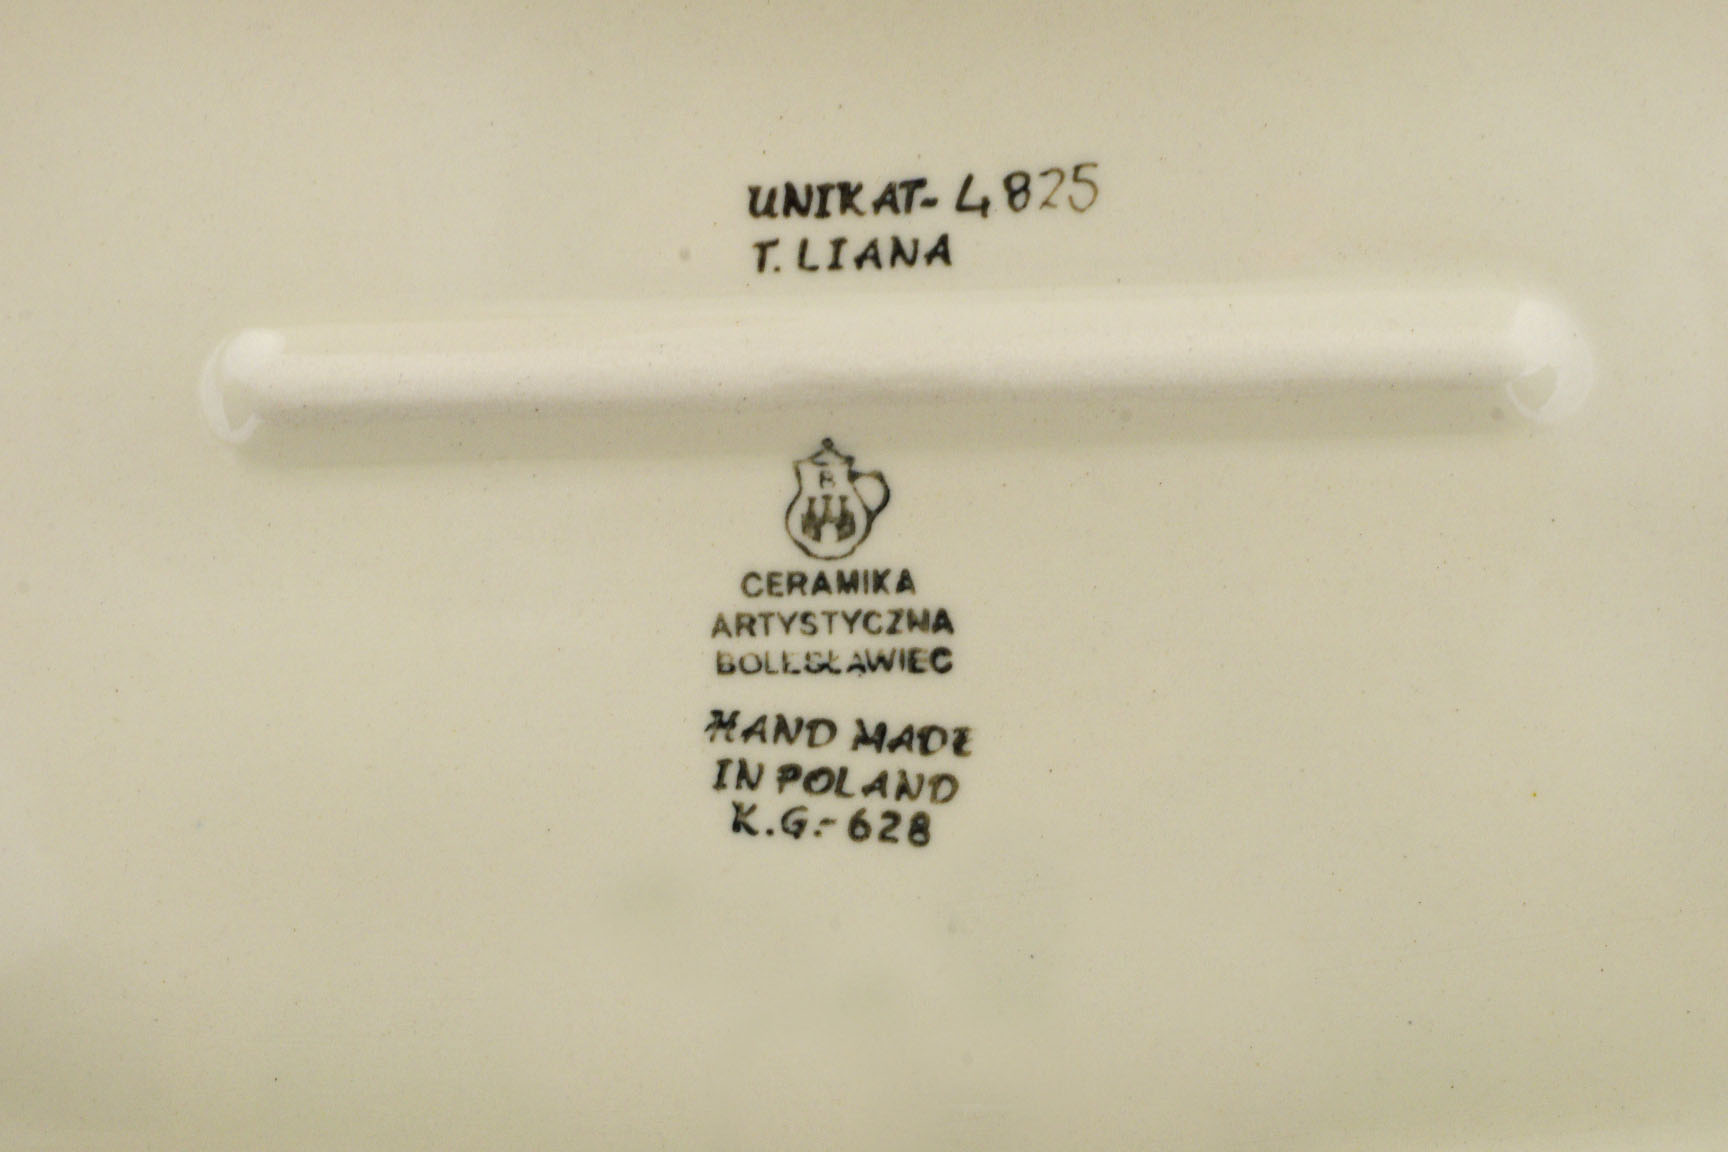 UNIKAT- 4825
T. LIANA
B
CERAMIKA
ARTYSTYCZNA
BOLESŁAWIEC
HAND MADE
IN POLAND
K.G.- 628